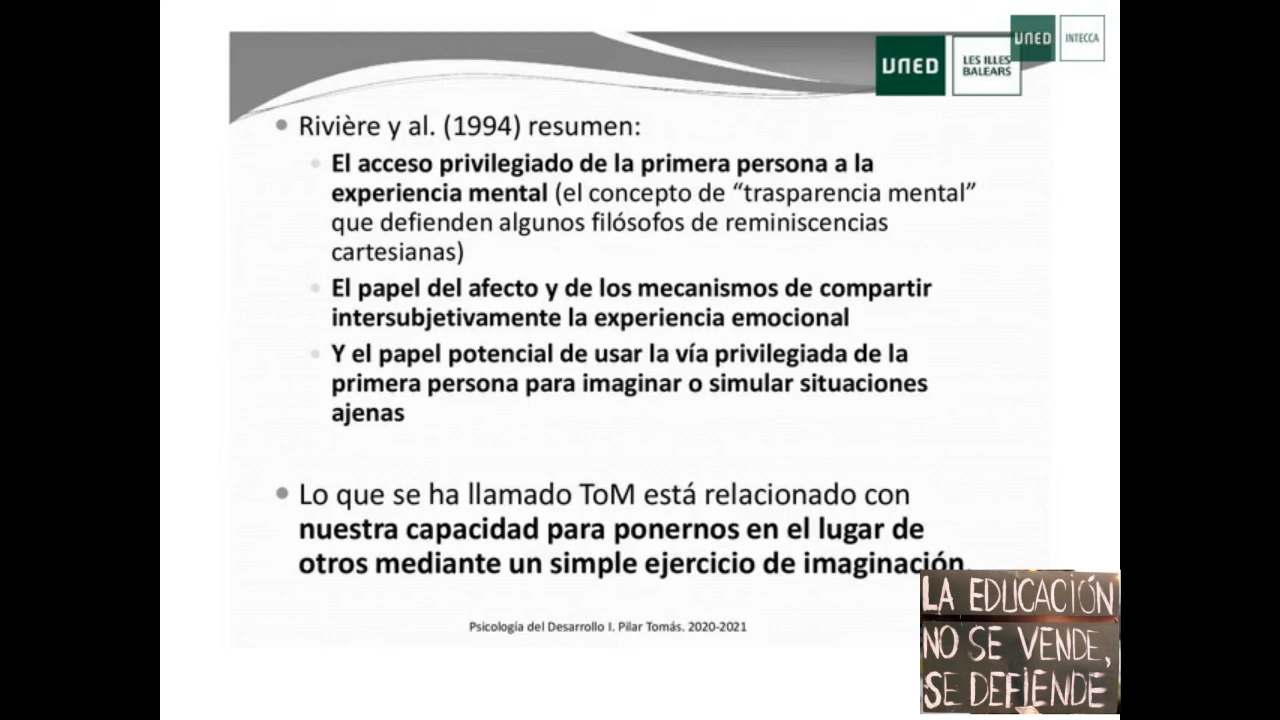 UNED
INTECCA
UNED
LES ILLES
BALEARS
Rivière y al. (1994) resumen:
El acceso privilegiado de la primera persona a la
experiencia mental (el concepto de “trasparencia mental”
que defienden algunos filósofos de reminiscencias
cartesianas)
El papel del afecto y de los mecanismos de compartir
intersubjetivamente la experiencia emocional
Y el papel potencial de usar la vía privilegiada de la
primera persona para imaginar o simular situaciones
ajenas
Lo que se ha llamado ToM está relacionado con
nuestra capacidad para ponernos en el lugar de
otros mediante un simple ejercicio de imaginación.
Psicología del Desarrollo I. Pilar Tomás. 2020-2021
LA EDUCACIÓN
NO SE VENDE,
SE DEFIENDE